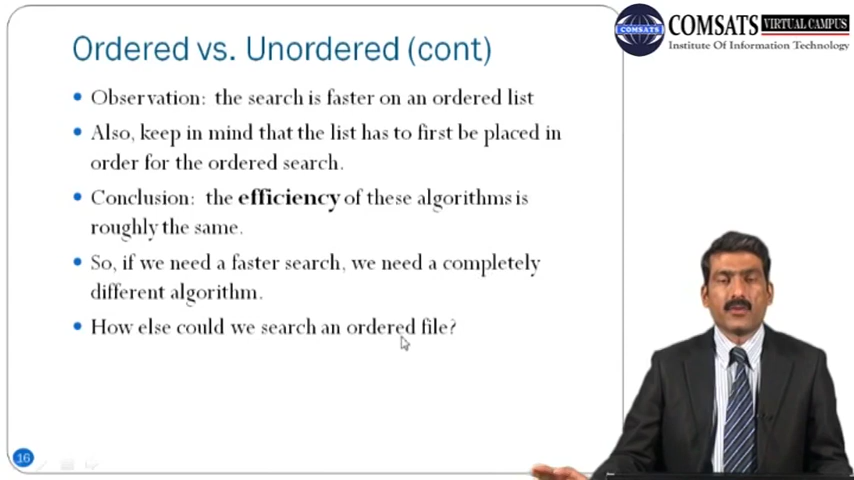 Ordered vs. Unordered (cont)
COMSATS
COMSATS VIRTUAL CAMPUS
Institute Of Information Technology
• Observation: the search is faster on an ordered list
• Also, keep in mind that the list has to first be placed in
order for the ordered search.
• Conclusion: the efficiency of these algorithms is
roughly the same.
• So, if we need a faster search, we need a completely
different algorithm.
• How else could we search an ordered file?
16